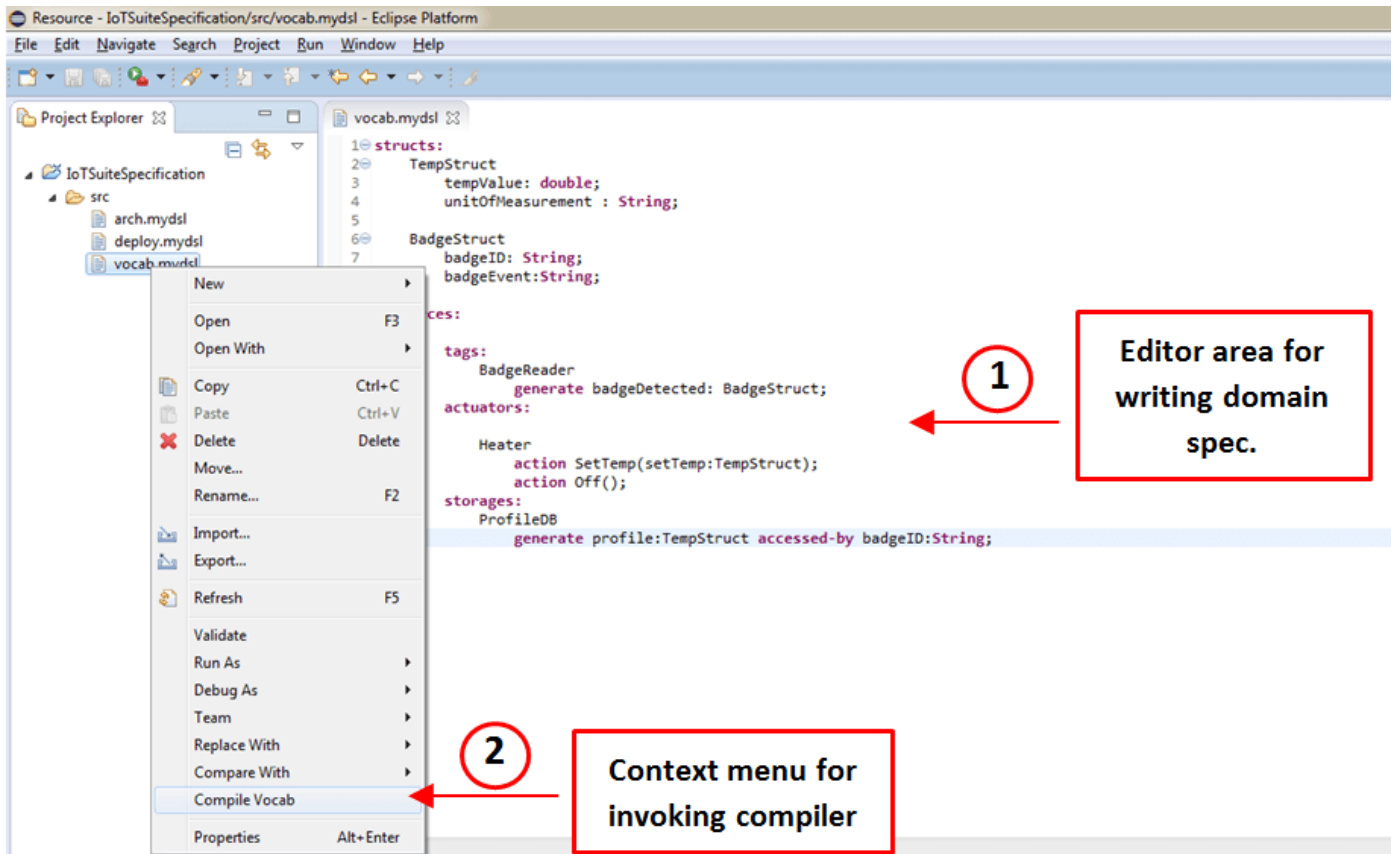 Resource - IoTSuiteSpecification/src/vocab.mydsl - Eclipse Platform
File Edit Navigate Search Project Run Window Help
Project Explorer
IoTSuiteSpecification
src
arch.mydsl
deploy.mydsl
vocab.mydsl
New
Open F3
Open With
Copy Ctrl+C
Paste Ctrl+V
Delete Delete
Move...
Rename... F2
Import...
Export...
Refresh F5
Validate
Run As
Debug As
Team
Replace With
Compare With
Compile Vocab
Properties Alt+Enter
vocab.mydsl
1 structs:
2 TempStruct
3 tempValue: double;
4 unitOfMeasurement : String;
5
6 BadgeStruct
7 badgeID: String;
badgeEvent:String;
ces:
tags:
BadgeReader
generate badgeDetected: BadgeStruct;
actuators:
Heater
action SetTemp(setTemp:TempStruct);
action Off();
storages:
ProfileDB
generate profile:TempStruct accessed-by badgeID:String;
1
Editor area for
writing domain
spec.
2
Context menu for
invoking compiler